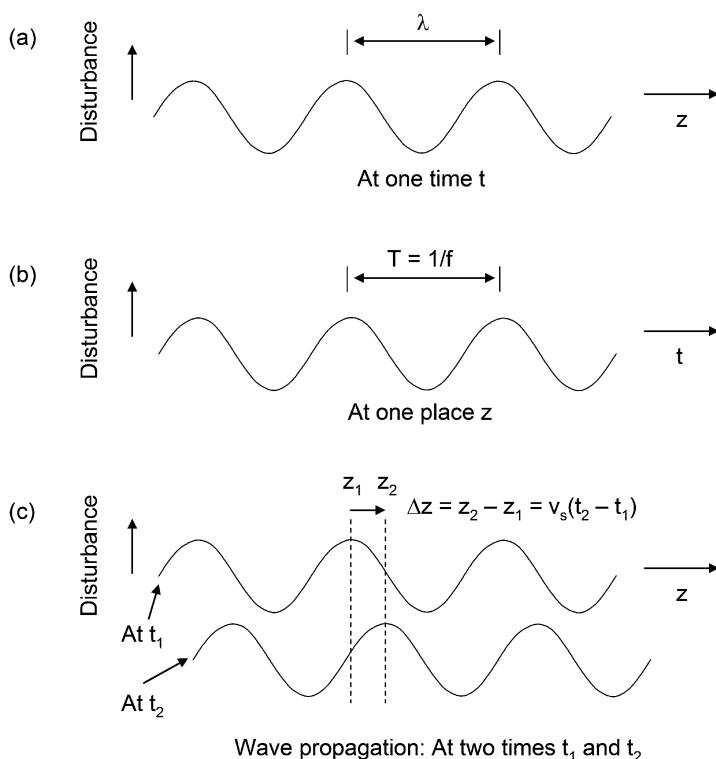 (a)
λ
Disturbance
z
At one time t
(b)
T = 1/f
Disturbance
t
At one place z
(c)
z₁ z₂
Δz = z₂ – z₁ = vₛ(t₂ – t₁)
Disturbance
z
At t₁
At t₂
Wave propagation: At two times t₁ and t₂